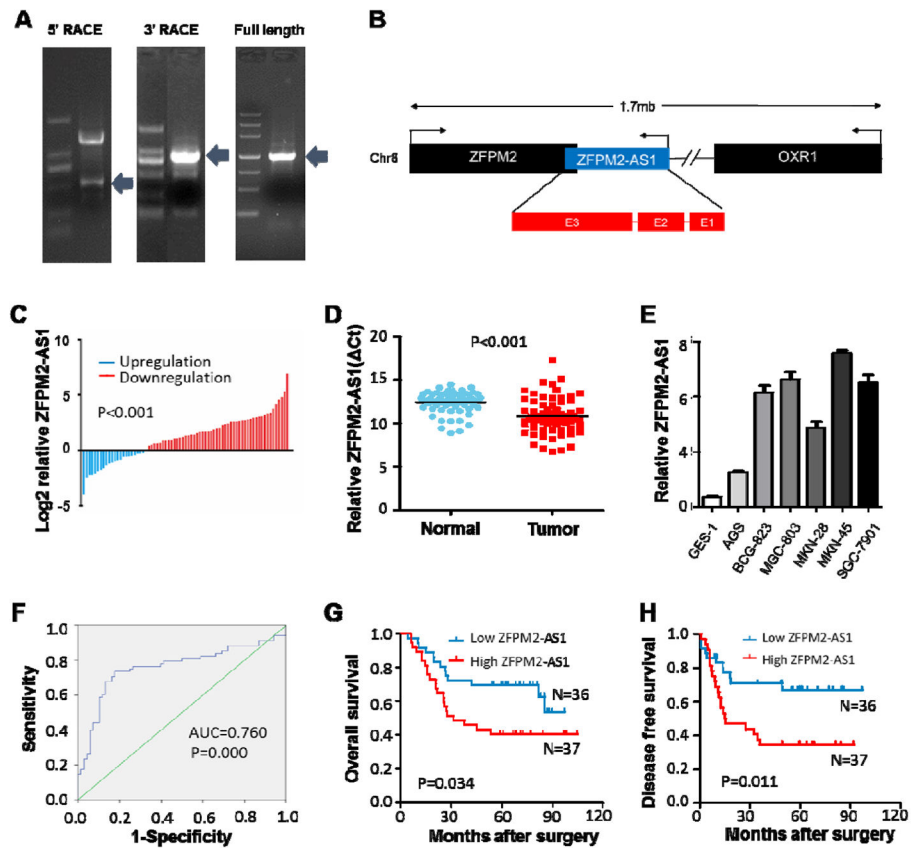 A
5' RACE 3' RACE Full length
B
1.7mb
Chr8
ZFPM2 ZFPM2-AS1 OXR1
E3 E2 E1
C
Log2 relative ZFPM2-AS1
10
5
0
-5
Upregulation
Downregulation
P<0.001
D
Relative ZFPM2-AS1(ΔCt)
20
15
10
5
0
P<0.001
Normal Tumor
E
Relative ZFPM2-AS1
8
6
4
0
GES-1 AGS BCG-823 MGC-803 MKN-28 MKN-45 SGC-7901
F
Sensitivity
1.0
0.8
0.6
0.4
0.2
0.0
AUC=0.760
P=0.000
0.0 0.2 0.4 0.6 0.8 1.0
1-Specificity
G
Overall survival
1.0
0.8
0.6
0.4
0.2
0.0
Low ZFPM2-AS1
High ZFPM2-AS1
N=36
N=37
P=0.034
0 30 60 90 120
Months after surgery
H
Disease free survival
1.0
0.8
0.6
0.4
0.2
0.0
Low ZFPM2-AS1
High ZFPM2-AS1
N=36
N=37
P=0.011
0 30 60 90 120
Months after surgery